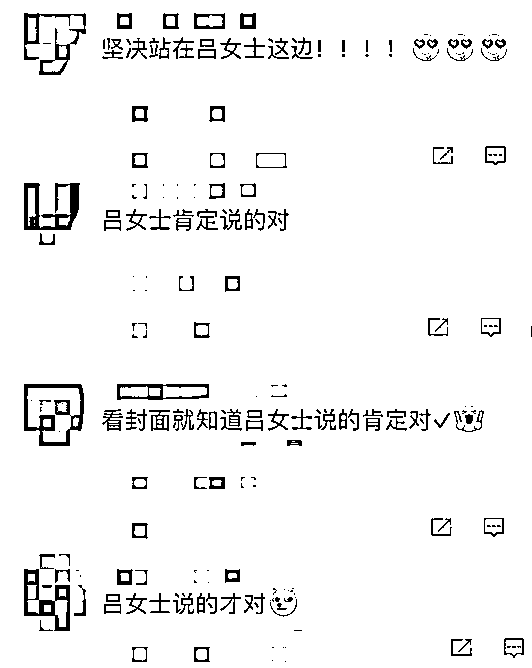 坚决站在吕女士这边！！！！
吕女士肯定说的对
看封面就知道吕女士说的肯定对✓
吕女士说的才对